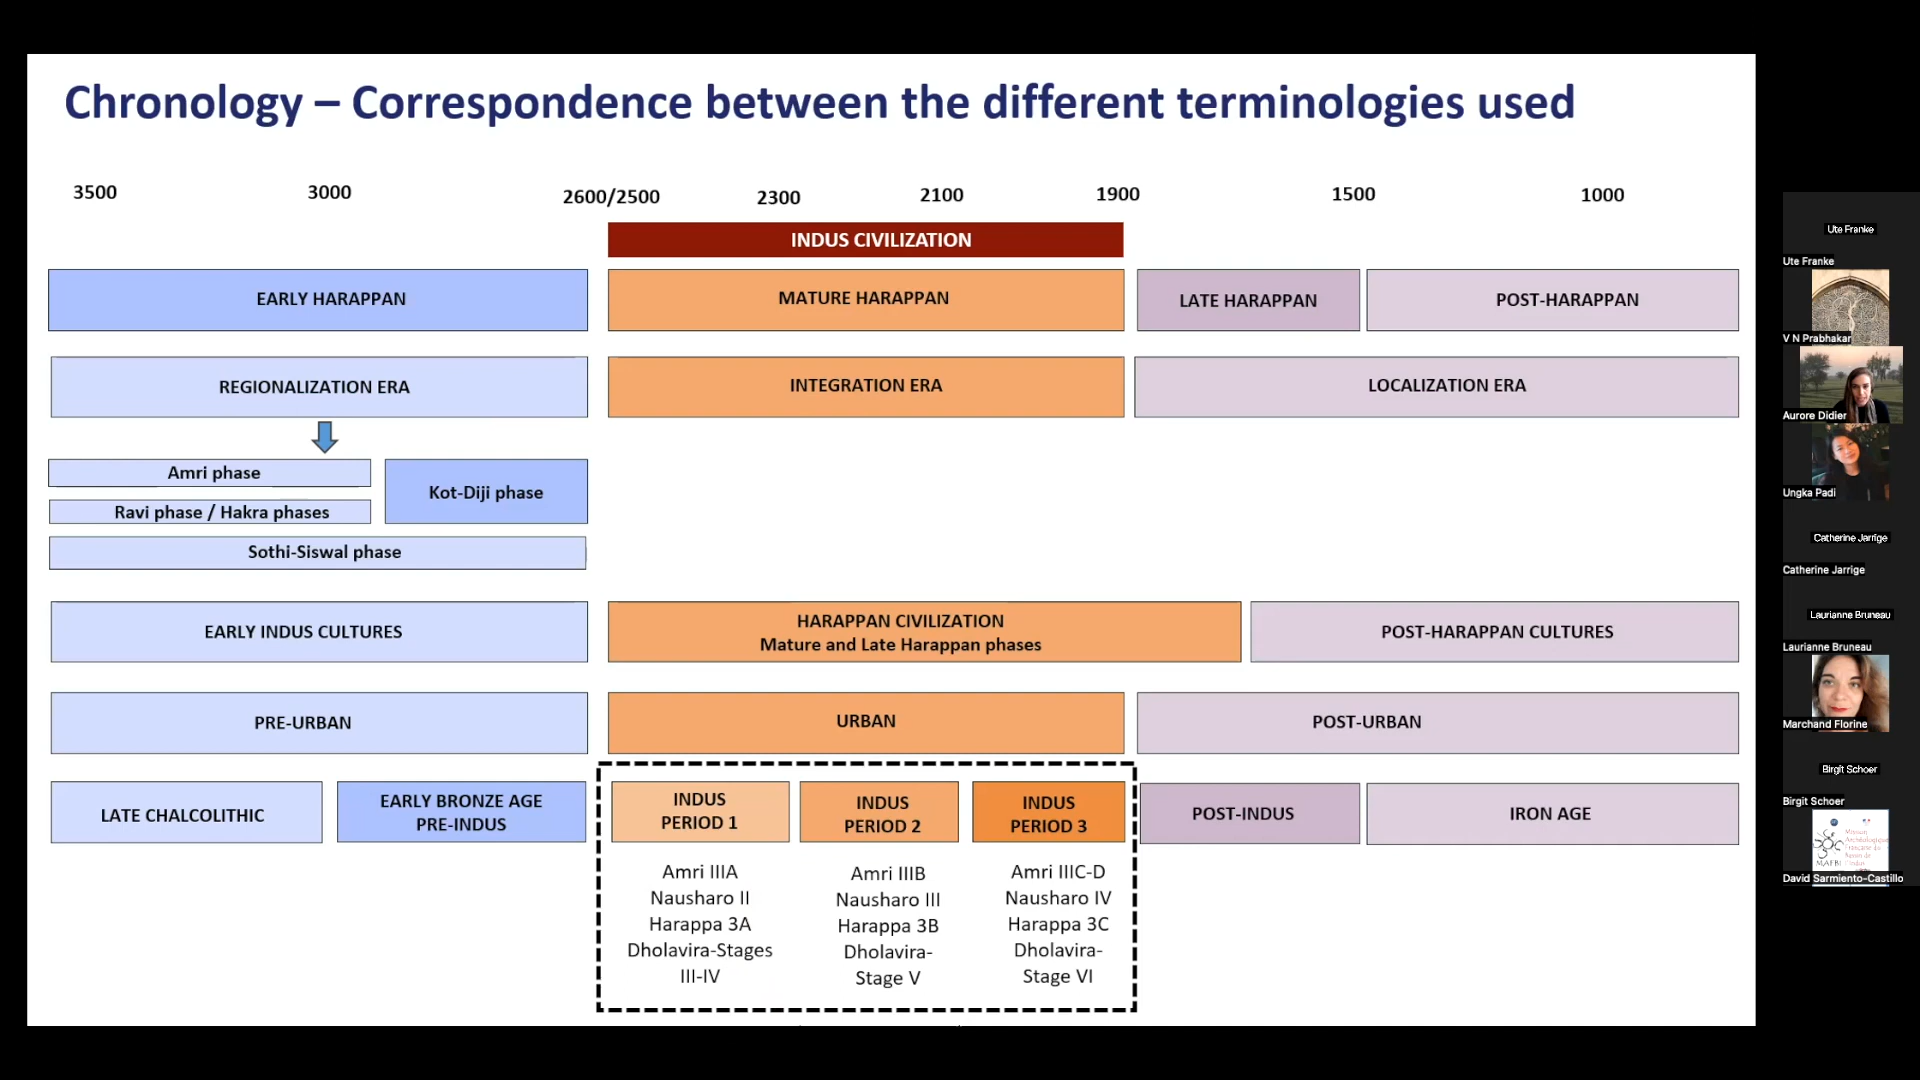 Chronology – Correspondence between the different terminologies used
3500 3000 2600/2500 2300 2100 1900 1500 1000
INDUS CIVILIZATION
EARLY HARAPPAN MATURE HARAPPAN LATE HARAPPAN POST-HARAPPAN
REGIONALIZATION ERA INTEGRATION ERA LOCALIZATION ERA
Amri phase
Kot-Diji phase
Ravi phase / Hakra phases
Sothi-Siswal phase
EARLY INDUS CULTURES
HARAPPAN CIVILIZATION
Mature and Late Harappan phases
POST-HARAPPAN CULTURES
PRE-URBAN URBAN POST-URBAN
LATE CHALCOLITHIC
EARLY BRONZE AGE
PRE-INDUS
INDUS
PERIOD 1
INDUS
PERIOD 2
INDUS
PERIOD 3
POST-INDUS
IRON AGE
Amri IIIA
Nausharo II
Harappa 3A
Dholavira-Stages
III-IV
Amri IIIB
Nausharo III
Harappa 3B
Dholavira-
Stage V
Amri IIIC-D
Nausharo IV
Harappa 3C
Dholavira-
Stage VI
Ute Franke
Ute Franke
V N Prabhakar
Aurore Didier
Ungka Padi
Catherine Jarrige
Catherine Jarrige
Laurianne Bruneau
Laurianne Bruneau
Marchand Florine
Birgit Schoer
Birgit Schoer
David Sarmiento-Castillo